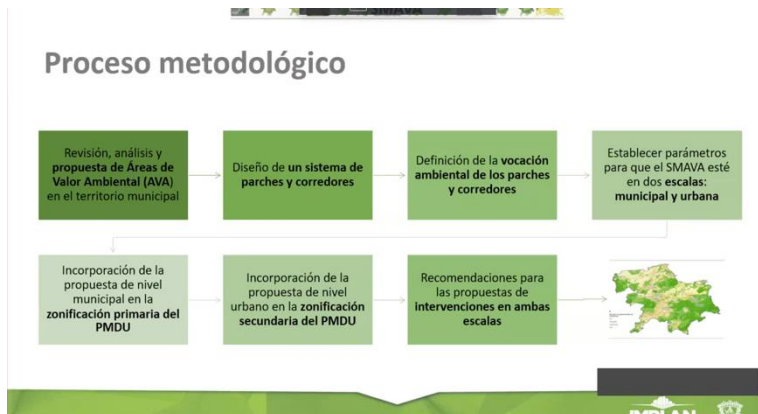 SMAVA
Proceso metodológico
Revisión, análisis y
propuesta de Áreas de
Valor Ambiental (AVA)
en el territorio municipal
Diseño de un sistema de
parches y corredores
Definición de la vocación
ambiental de los parches
y corredores
Establecer parámetros
para que el SMAVA esté
en dos escalas:
municipal y urbana
Incorporación de la
propuesta de nivel
municipal en la
zonificación primaria del
PMDU
Incorporación de la
propuesta de nivel
urbano en la zonificación
secundaria del PMDU
Recomendaciones para
las propuestas de
intervenciones en ambas
escalas
IMPLAN